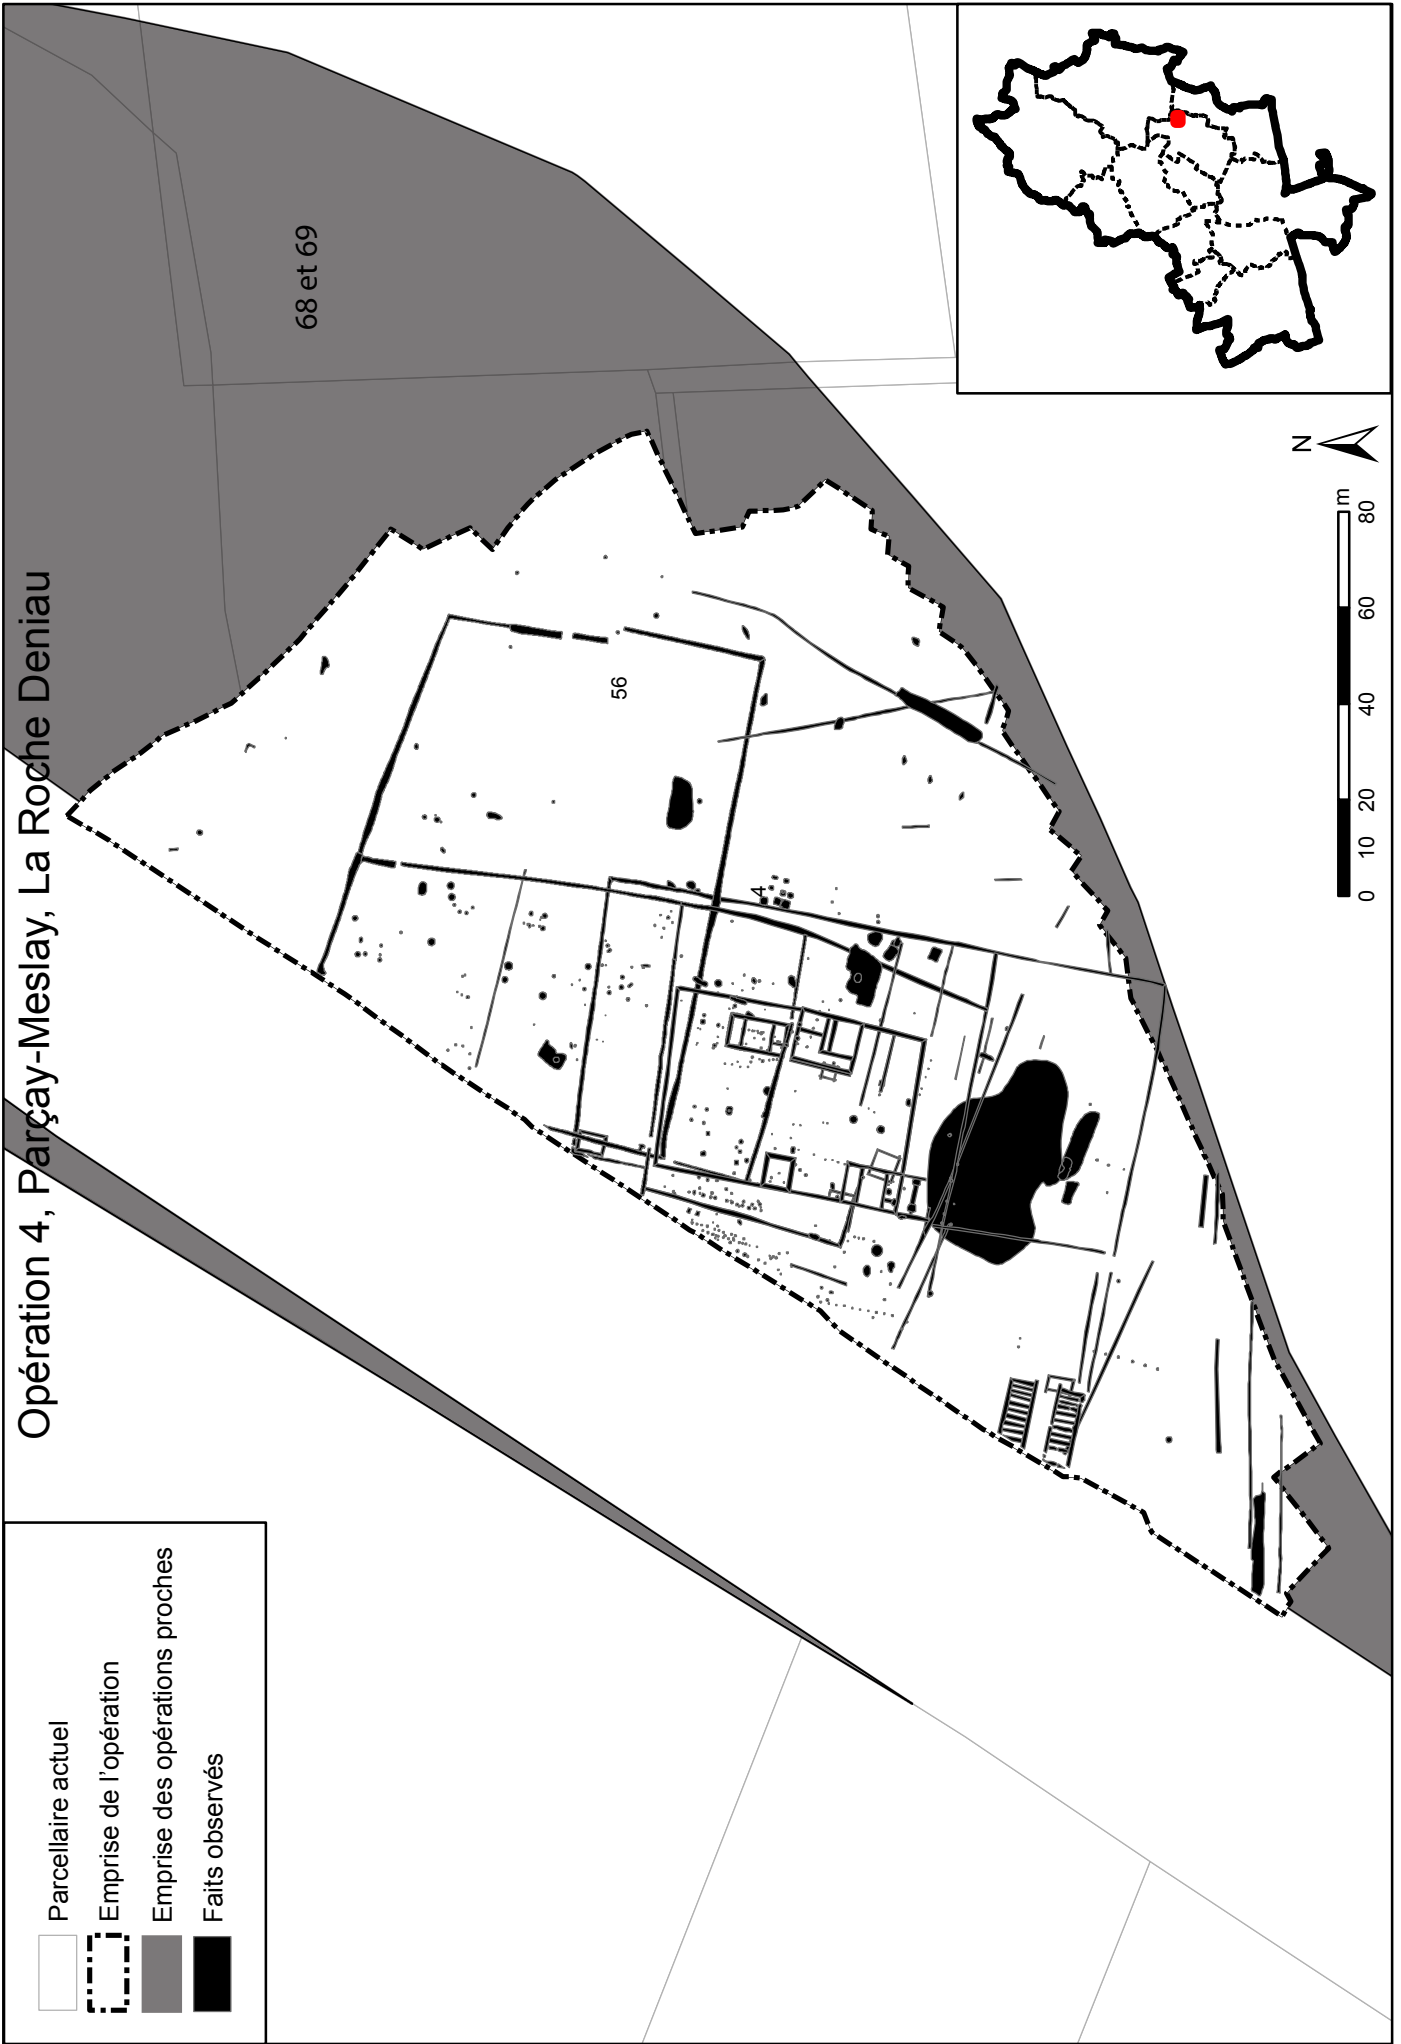 Opération 4, Parçay-Meslay, La Roche Deniau
Parcellaire actuel
Emprise de l'opération
Emprise des opérations proches
Faits observés
68 et 69
56
4
N
0 10 20 40 60 80
m